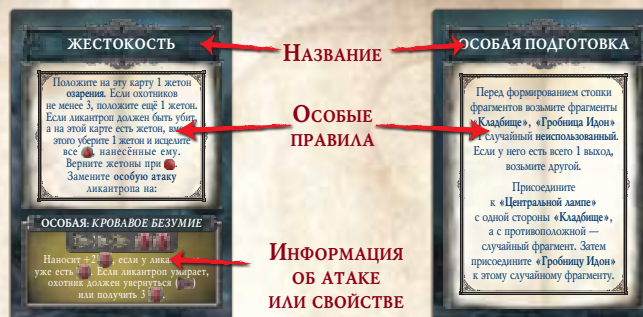 ЖЕСТОКОСТЬ
Положите на эту карту 1 жетон
озарения. Если охотников
не менее 3, положите ещё 1 жетон.
Если ликантроп должен быть убит,
а на этой карте есть жетон,
этого уберите 1 жетон и исцелите
все , нанесённые ему.
Верните жетоны при .
Замените особую атаку
ликантропа на:
ОСОБАЯ: КРОВАВОЕ БЕЗУМИЕ
Наносит +2 , если у
уже есть . Если ликантроп умирает,
охотник должен увернуться ( )
или получить 3 .
НАЗВАНИЕ
ОСОБЫЕ
ПРАВИЛА
ИНФОРМАЦИЯ
ОБ АТАКЕ
ИЛИ СВОЙСТВЕ
ОСОБАЯ ПОДГОТОВКА
Перед формированием стопки
фрагментов возьмите фрагменты
«Кладбище», «Гробница Идон»
случайный неиспользованный.
Если у него есть всего 1 выход,
возьмите другой.
Присоедините
к «Центральной лампе»
с одной стороны «Кладбище»,
а с противоположной —
случайный фрагмент. Затем
присоедините «Гробницу Идон»
к этому случайному фрагменту.